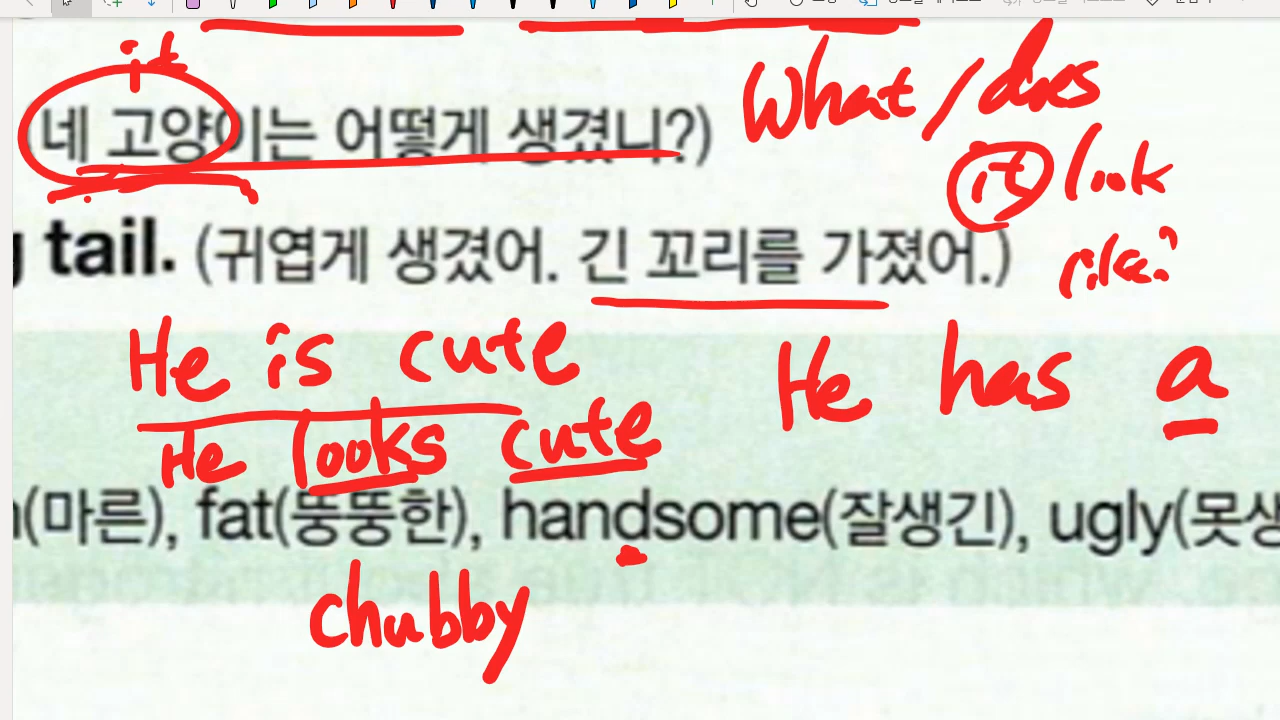 it
네 고양이는 어떻게 생겼니?) What / does
it look
tail. (귀엽게 생겼어. 긴 꼬리를 가졌어.) like?
He is cute He has a
He looks cute
(마른), fat(뚱뚱한), handsome(잘생긴), ugly(못생
chubby